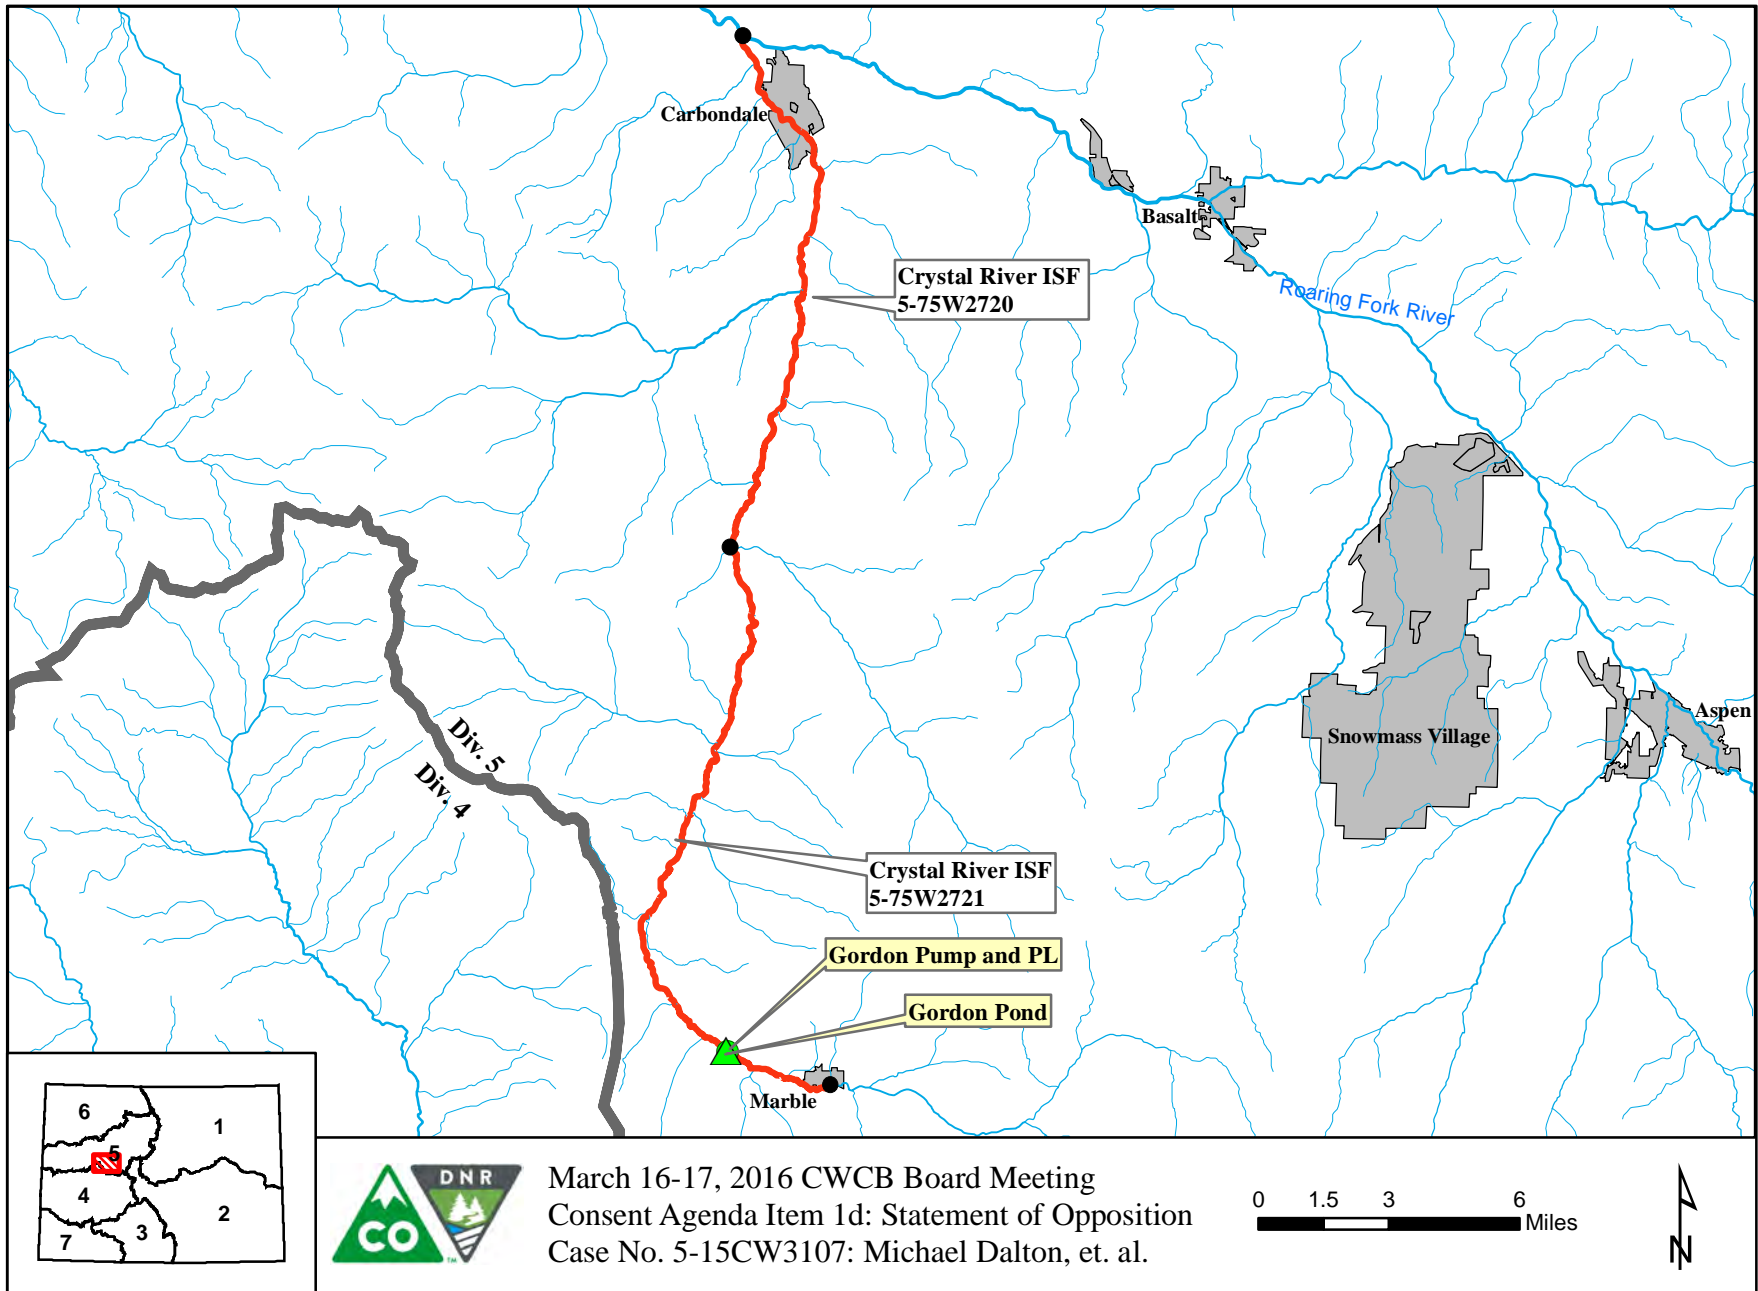 Carbondale
Basalt
Crystal River ISF
5-75W2720
Roaring Fork River
Div. 5
Div. 4
Snowmass Village
Aspen
Crystal River ISF
5-75W2721
Gordon Pump and PL
Gordon Pond
Marble
6
1
5
4
2
3
7
CO
TM
DNR
March 16-17, 2016 CWCB Board Meeting
Consent Agenda Item 1d: Statement of Opposition
Case No. 5-15CW3107: Michael Dalton, et. al.
0 1.5 3 6
Miles
N